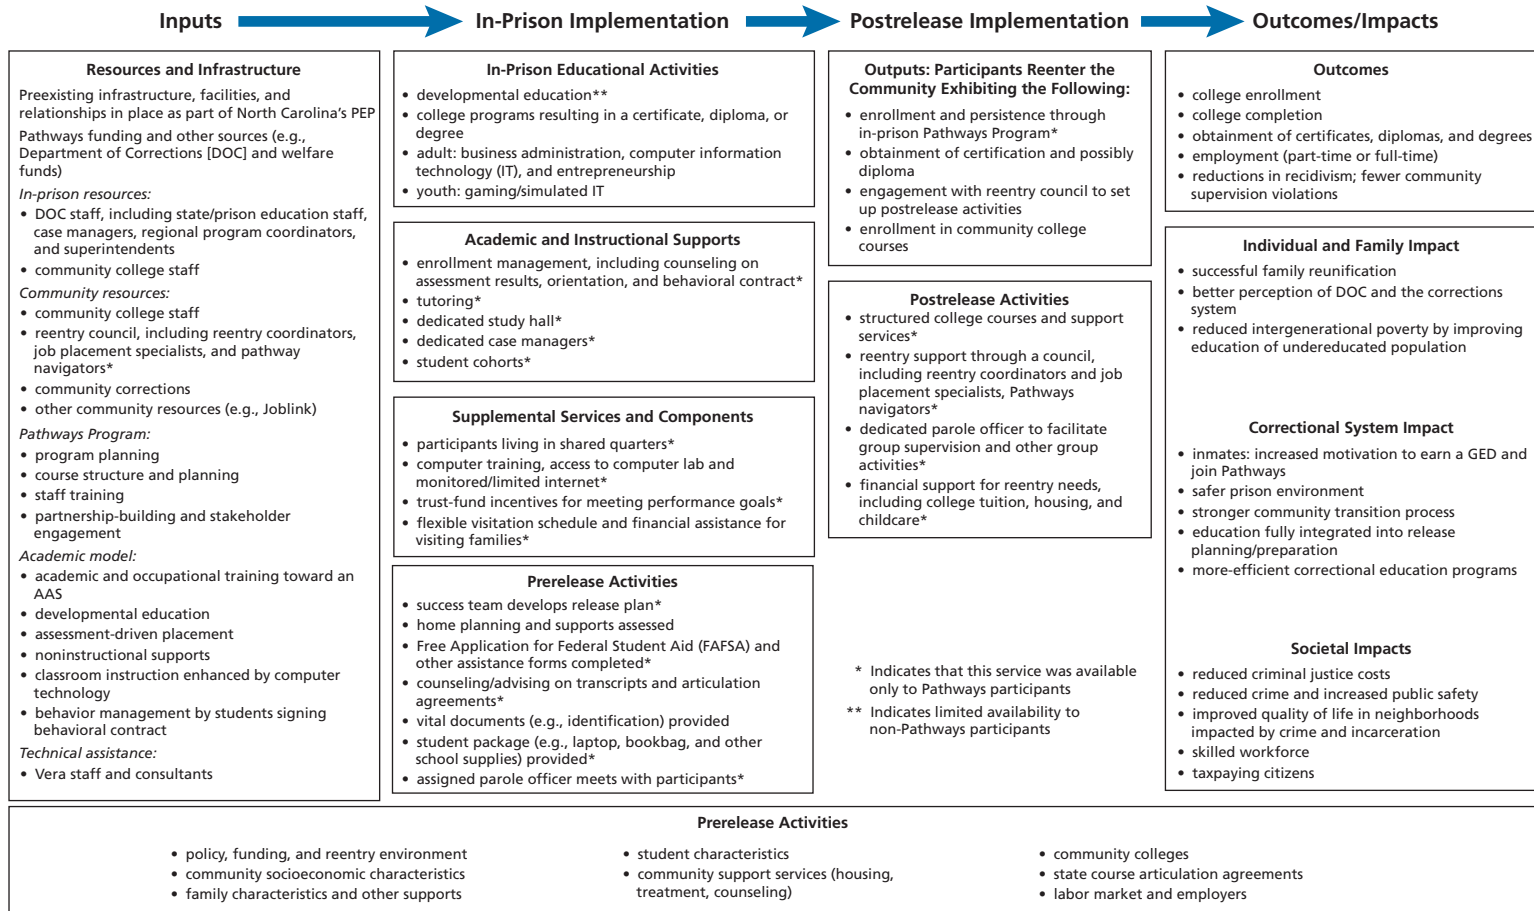 Inputs
In-Prison Implementation
Postrelease Implementation
Outcomes/Impacts
Resources and Infrastructure
Preexisting infrastructure, facilities, and
relationships in place as part of North Carolina's PEP
Pathways funding and other sources (e.g.,
Department of Corrections [DOC] and welfare
funds)
In-prison resources:
• DOC staff, including state/prison education staff,
case managers, regional program coordinators,
and superintendents
• community college staff
Community resources:
• community college staff
• reentry council, including reentry coordinators,
job placement specialists, and pathway
navigators*
• community corrections
• other community resources (e.g., Joblink)
Pathways Program:
• program planning
• course structure and planning
• staff training
• partnership-building and stakeholder
engagement
Academic model:
• academic and occupational training toward an
AAS
• developmental education
• assessment-driven placement
• noninstructional supports
• classroom instruction enhanced by computer
technology
• behavior management by students signing
behavioral contract
Technical assistance:
• Vera staff and consultants
In-Prison Educational Activities
• developmental education**
• college programs resulting in a certificate, diploma, or
degree
• adult: business administration, computer information
technology (IT), and entrepreneurship
• youth: gaming/simulated IT
Academic and Instructional Supports
• enrollment management, including counseling on
assessment results, orientation, and behavioral contract*
• tutoring*
• dedicated study hall*
• dedicated case managers*
• student cohorts*
Supplemental Services and Components
• participants living in shared quarters*
• computer training, access to computer lab and
monitored/limited internet*
• trust-fund incentives for meeting performance goals*
• flexible visitation schedule and financial assistance for
visiting families*
Prerelease Activities
• success team develops release plan*
• home planning and supports assessed
• Free Application for Federal Student Aid (FAFSA) and
other assistance forms completed*
• counseling/advising on transcripts and articulation
agreements*
• vital documents (e.g., identification) provided
• student package (e.g., laptop, bookbag, and other
school supplies) provided*
• assigned parole officer meets with participants*
Outputs: Participants Reenter the
Community Exhibiting the Following:
• enrollment and persistence through
in-prison Pathways Program*
• obtainment of certification and possibly
diploma
• engagement with reentry council to set
up postrelease activities
• enrollment in community college
courses
Postrelease Activities
• structured college courses and support
services*
• reentry support through a council,
including reentry coordinators and job
placement specialists, Pathways
navigators*
• dedicated parole officer to facilitate
group supervision and other group
activities*
• financial support for reentry needs,
including college tuition, housing, and
childcare*
* Indicates that this service was available
only to Pathways participants
** Indicates limited availability to
non-Pathways participants
Outcomes
• college enrollment
• college completion
• obtainment of certificates, diplomas, and degrees
• employment (part-time or full-time)
• reductions in recidivism; fewer community
supervision violations
Individual and Family Impact
• successful family reunification
• better perception of DOC and the corrections
system
• reduced intergenerational poverty by improving
education of undereducated population
Correctional System Impact
• inmates: increased motivation to earn a GED and
join Pathways
• safer prison environment
• stronger community transition process
• education fully integrated into release
planning/preparation
• more-efficient correctional education programs
Societal Impacts
• reduced criminal justice costs
• reduced crime and increased public safety
• improved quality of life in neighborhoods
impacted by crime and incarceration
• skilled workforce
• taxpaying citizens
Prerelease Activities
• policy, funding, and reentry environment
• community socioeconomic characteristics
• family characteristics and other supports
• student characteristics
• community support services (housing,
treatment, counseling)
• community colleges
• state course articulation agreements
• labor market and employers